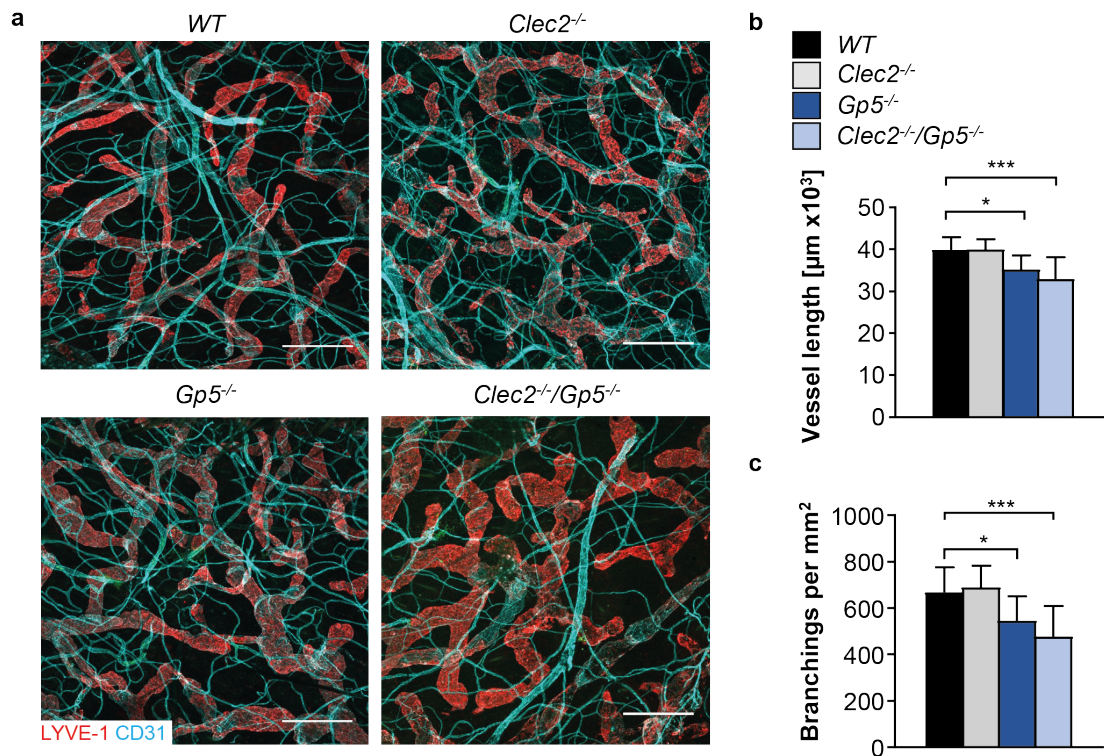 a
WT
Clec2-/-
Gp5-/-
Clec2-/-/Gp5-/-
LYVE-1 CD31
b
WT
Clec2-/-
Gp5-/-
Clec2-/-/Gp5-/-
***
*
50
40
30
20
10
0
Vessel length [µm x10³]
c
***
*
1000
800
600
400
200
0
Branchings per mm²